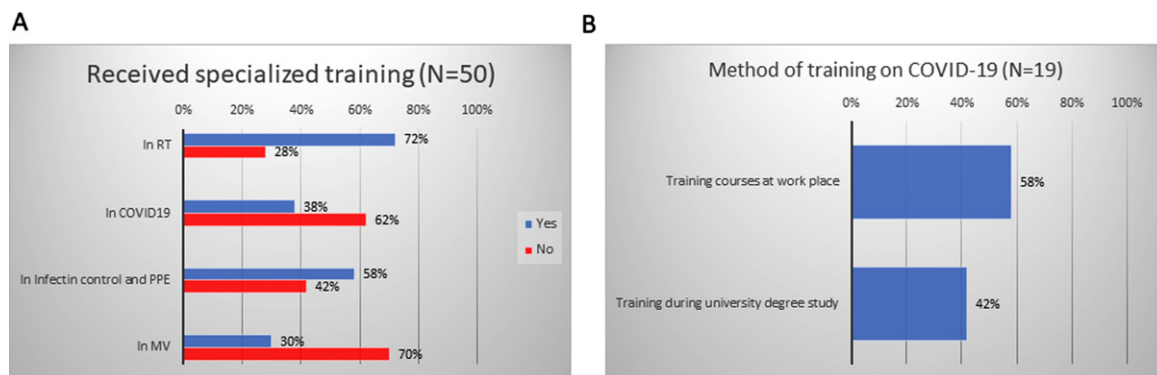 A
Received specialized training (N=50)
0% 20% 40% 60% 80% 100%
In RT
72%
28%
In COVID19
38%
62%
In Infectin control and PPE
58%
42%
In MV
30%
70%
Yes
No
B
Method of training on COVID-19 (N=19)
0% 20% 40% 60% 80% 100%
Training courses at work place
58%
Training during university degree study
42%